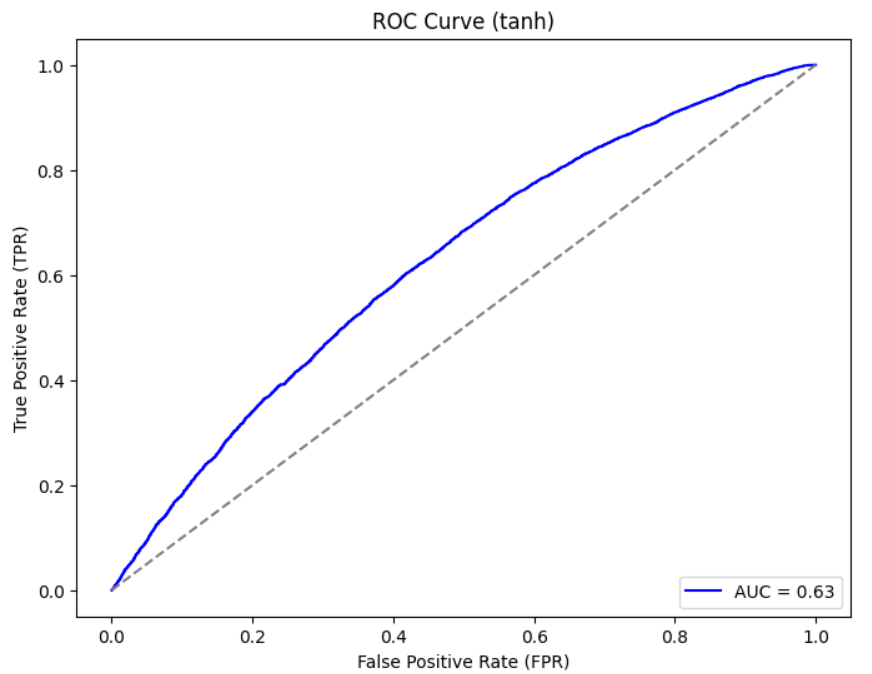 ROC Curve (tanh)
True Positive Rate (TPR)
1.0
0.8
0.6
0.4
0.2
0.0
AUC = 0.63
0.0 0.2 0.4 0.6 0.8 1.0
False Positive Rate (FPR)